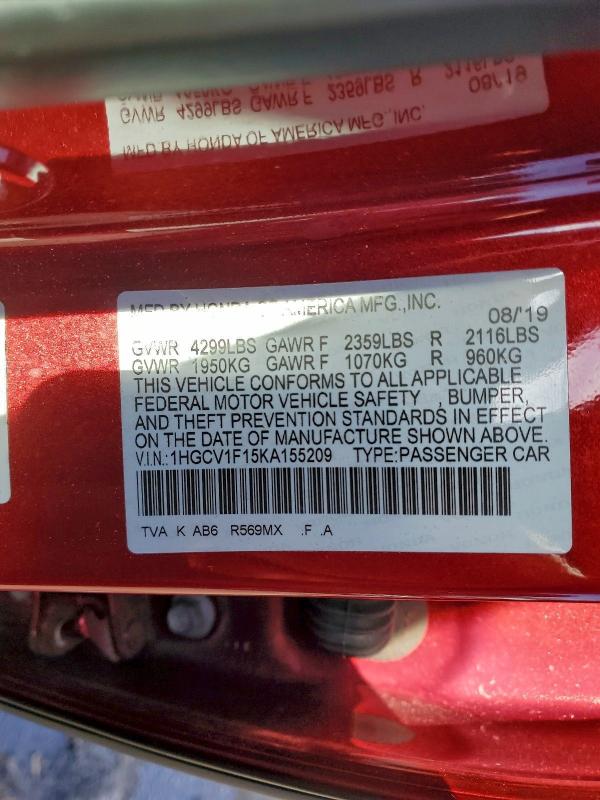 MFD BY HONDA OF AMERICA MFG.,INC. 08/'19
GVWR 4299LBS GAWR F 2359LBS R 2116LBS
GVWR 1950KG GAWR F 1070KG R 960KG
THIS VEHICLE CONFORMS TO ALL APPLICABLE
FEDERAL MOTOR VEHICLE SAFETY , BUMPER,
AND THEFT PREVENTION STANDARDS IN EFFECT
ON THE DATE OF MANUFACTURE SHOWN ABOVE.
V.I.N.:1HGCV1F15KA155209 TYPE:PASSENGER CAR
TVA K AB6 R569MX .F .A